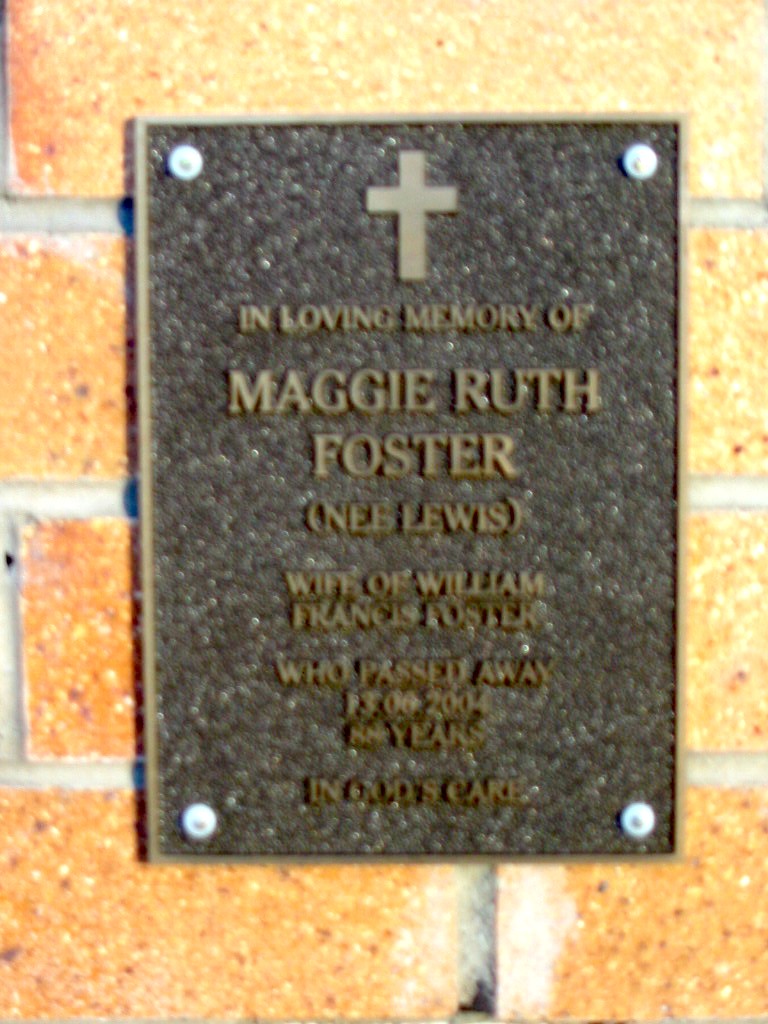 IN LOVING MEMORY OF
MAGGIE RUTH
FOSTER
(NEE LEWIS)
WIFE OF WILLIAM
FRANCIS FOSTER
WHO PASSED AWAY
YEARS
IN GOD'S CARE